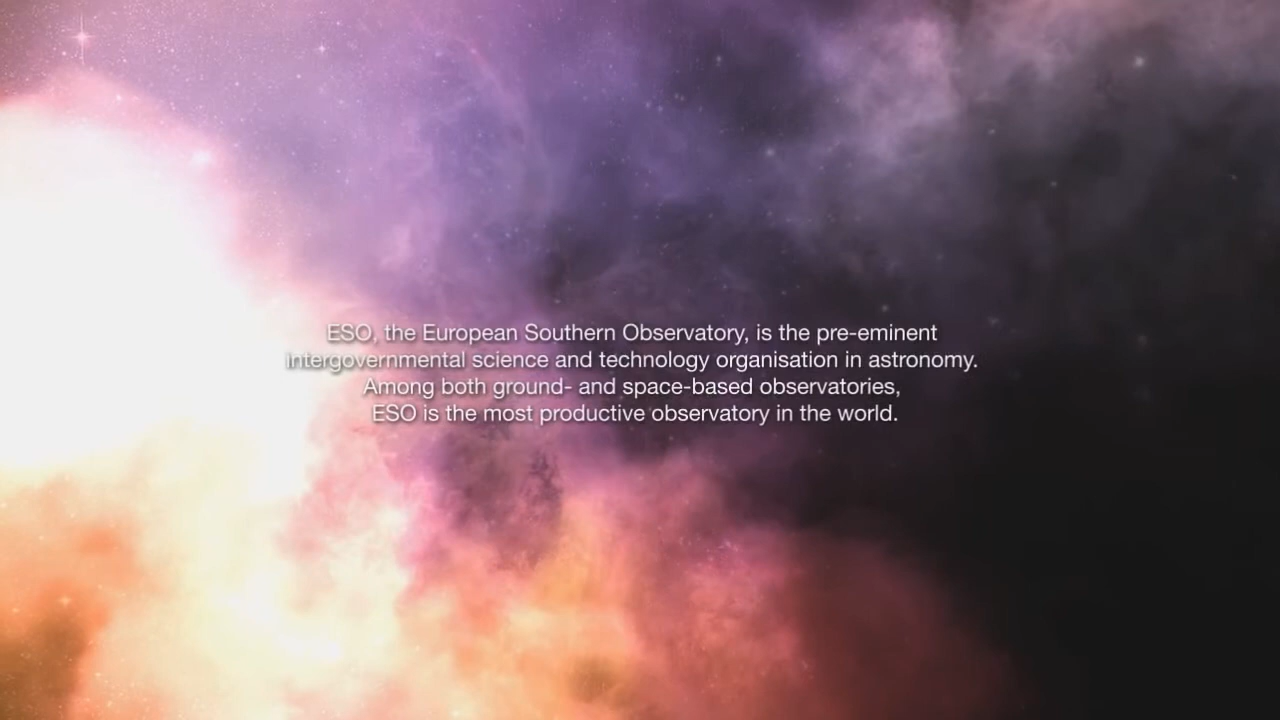 ESO, the European Southern Observatory, is the pre-eminent
intergovernmental science and technology organisation in astronomy.
Among both ground- and space-based observatories,
ESO is the most productive observatory in the world.